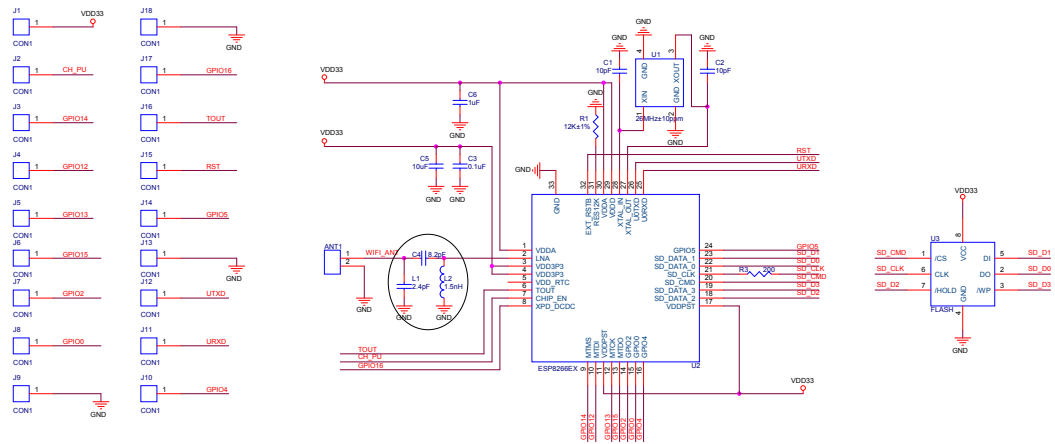 J1
VDD33
1
CON1
J2
CH_PU
1
CON1
J3
GPIO14
1
CON1
J4
GPIO12
1
CON1
J5
GPIO13
1
CON1
J6
GPIO15
1
CON1
J7
GPIO2
1
CON1
J8
GPIO0
1
CON1
J9
1
GND
CON1
J18
1
GND
CON1
J17
GPIO16
1
CON1
J16
TOUT
1
CON1
J15
RST
1
CON1
J14
GPIO5
1
CON1
J13
1
GND
CON1
J12
UTXD
1
CON1
J11
URXD
1
CON1
J10
GPIO4
1
CON1
VDD33
C6
1uF
GND
VDD33
C5
10uF
GND
C3
0.1uF
GND
GND
R1
12K±1%
GND
C1
10pF
GND
4
3
U1
GND
XOUT
XIN
GND
1
2
26MHz±10ppm
GND
GND
C2
10pF
RST
UTXD
URXD
GND
33
GND
32
31
30
29
28
27
26
25
EXT_RSTB
RES12K
VDDA
VDDD
XTAL_IN
XTAL_OUT
U0TXD
U0RXD
ANT1
1
2
GND
WIFI_ANT
C4
8.2pF
L1
2.4pF
GND
L2
1.5nH
GND
1
VDDA
2
LNA
3
VDD3P3
4
VDD3P3
5
VDD_RTC
6
TOUT
7
CHIP_EN
8
XPD_DCDC
TOUT
CH_PU
GPIO16
GPIO5
24
GPIO5
SD_DATA_1
23
SD_D1
SD_DATA_0
22
SD_D0
SD_CLK
21
SD_CLK
SD_CMD
20
R3
200
SD_CMD
SD_DATA_3
19
SD_D3
SD_DATA_2
18
SD_D2
VDDPST
17
MTMS
MTDI
VDDPST
MTCK
MTDO
GPIO2
GPIO0
GPIO4
9
10
11
12
13
14
15
16
ESP8266EX
U2
GPIO14
GPIO12
GPIO13
GPIO15
GPIO2
GPIO0
GPIO4
VDD33
VDD33
U3
8
VCC
SD_CMD
1
/CS
DI
5
SD_D1
SD_CLK
6
CLK
DO
2
SD_D0
SD_D2
7
/HOLD
GND
/WP
3
SD_D3
FLASH
4
GND